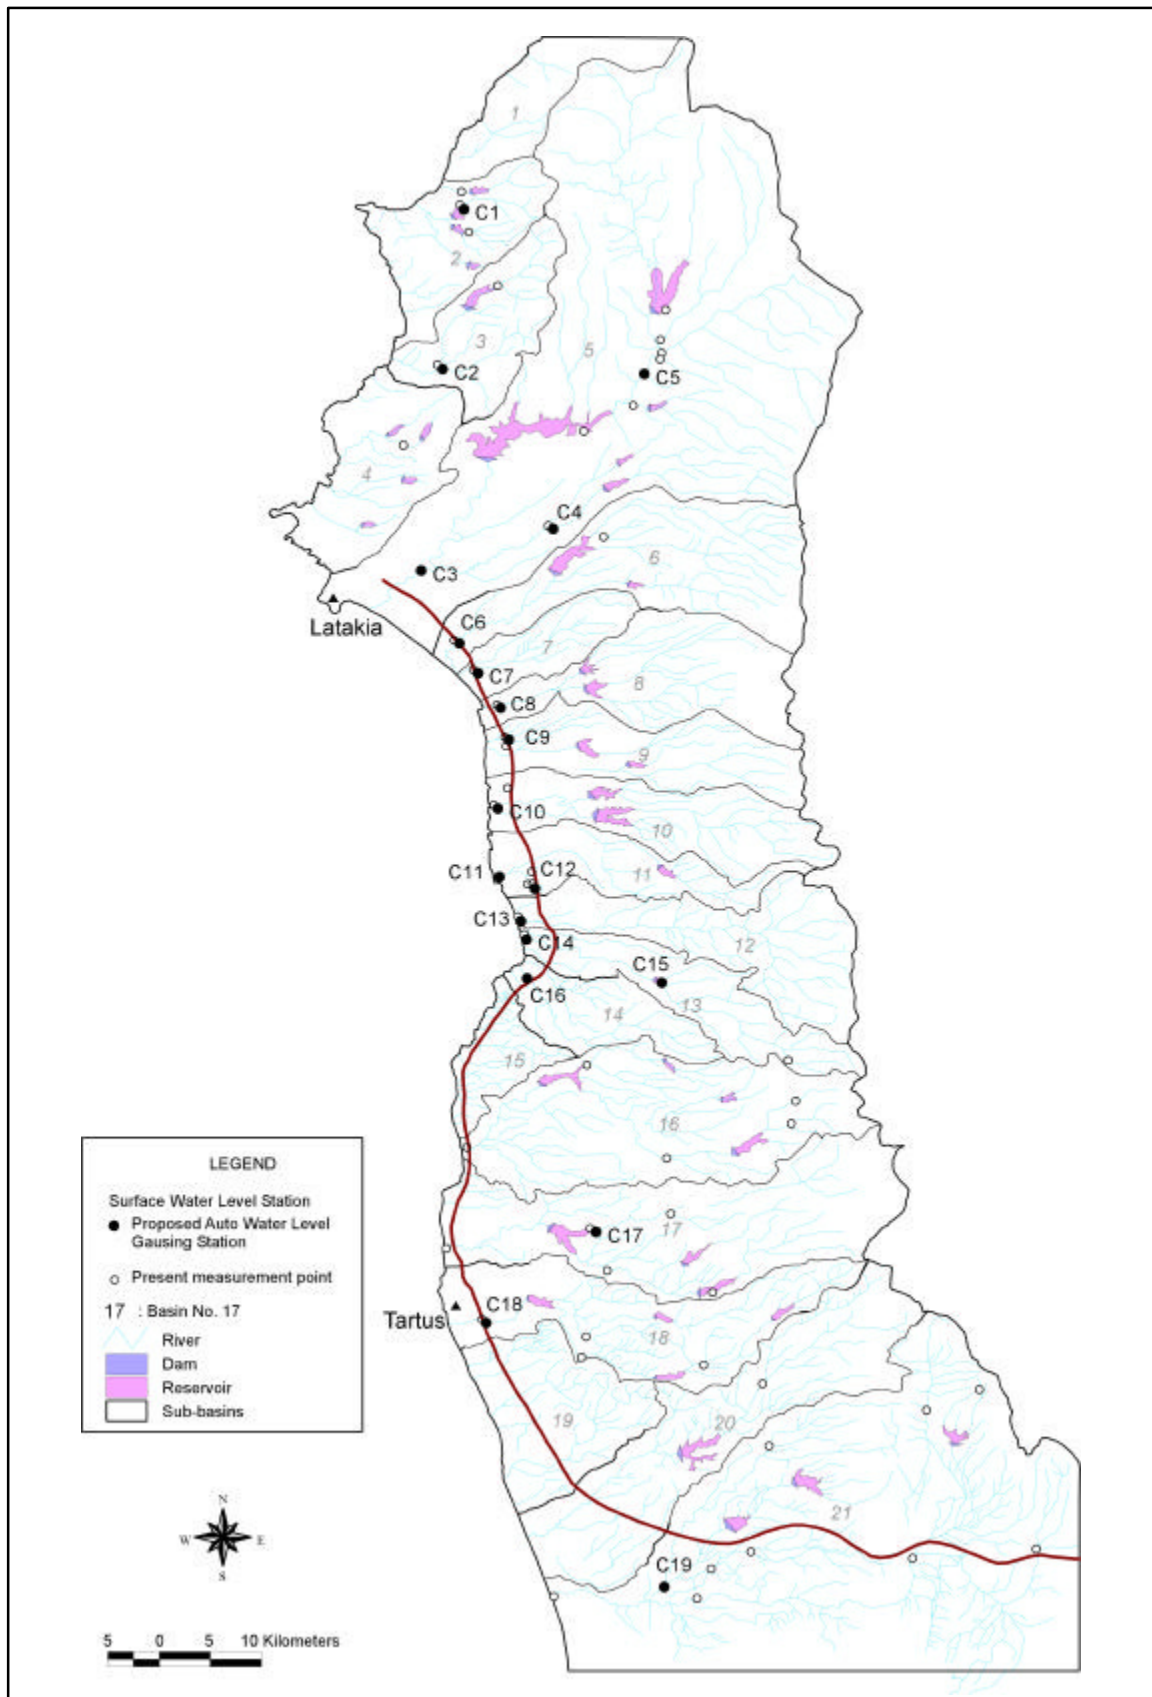 1
C1
2
3
5
C2
C5
4
C4
C3
6
Latakia
C6
7
C7
8
C8
C9
9
C10
10
C11
C12
11
C13
C14
12
C15
C16
13
14
15
16
17
C17
Tartus
C18
18
19
20
21
C19
LEGEND
Surface Water Level Station
Proposed Auto Water Level
Gausing Station
Present measurement point
17 : Basin No. 17
River
Dam
Reservoir
Sub-basins
N
W E
S
5 0 5 10 Kilometers